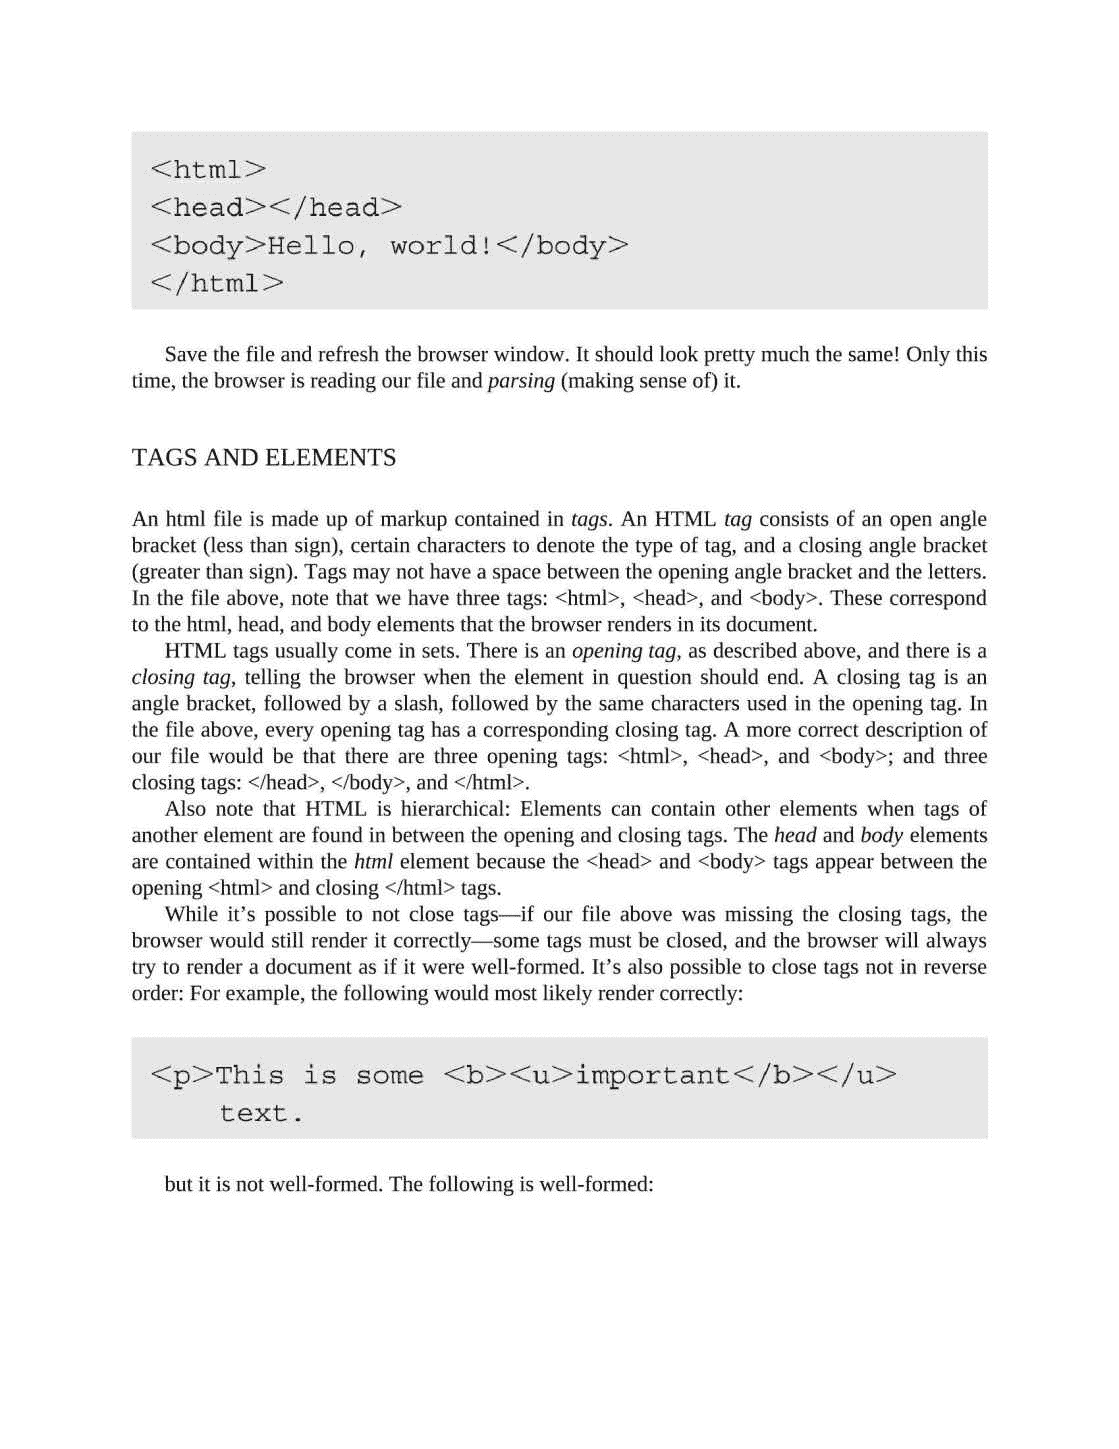 <html>
<head></head>
<body>Hello, world!</body>
</html>
Save the file and refresh the browser window. It should look pretty much the same! Only this
time, the browser is reading our file and parsing (making sense of) it.
TAGS AND ELEMENTS
An html file is made up of markup contained in tags. An HTML tag consists of an open angle
bracket (less than sign), certain characters to denote the type of tag, and a closing angle bracket
(greater than sign). Tags may not have a space between the opening angle bracket and the letters.
In the file above, note that we have three tags: <html>, <head>, and <body>. These correspond
to the html, head, and body elements that the browser renders in its document.
HTML tags usually come in sets. There is an opening tag, as described above, and there is a
closing tag, telling the browser when the element in question should end. A closing tag is an
angle bracket, followed by a slash, followed by the same characters used in the opening tag. In
the file above, every opening tag has a corresponding closing tag. A more correct description of
our file would be that there are three opening tags: <html>, <head>, and <body>; and three
closing tags: </head>, </body>, and </html>.
Also note that HTML is hierarchical: Elements can contain other elements when tags of
another element are found in between the opening and closing tags. The head and body elements
are contained within the html element because the <head> and <body> tags appear between the
opening <html> and closing </html> tags.
While it’s possible to not close tags—if our file above was missing the closing tags, the
browser would still render it correctly—some tags must be closed, and the browser will always
try to render a document as if it were well-formed. It’s also possible to close tags not in reverse
order: For example, the following would most likely render correctly:
<p>This is some <b><u>important</b></u>
text.
but it is not well-formed. The following is well-formed: